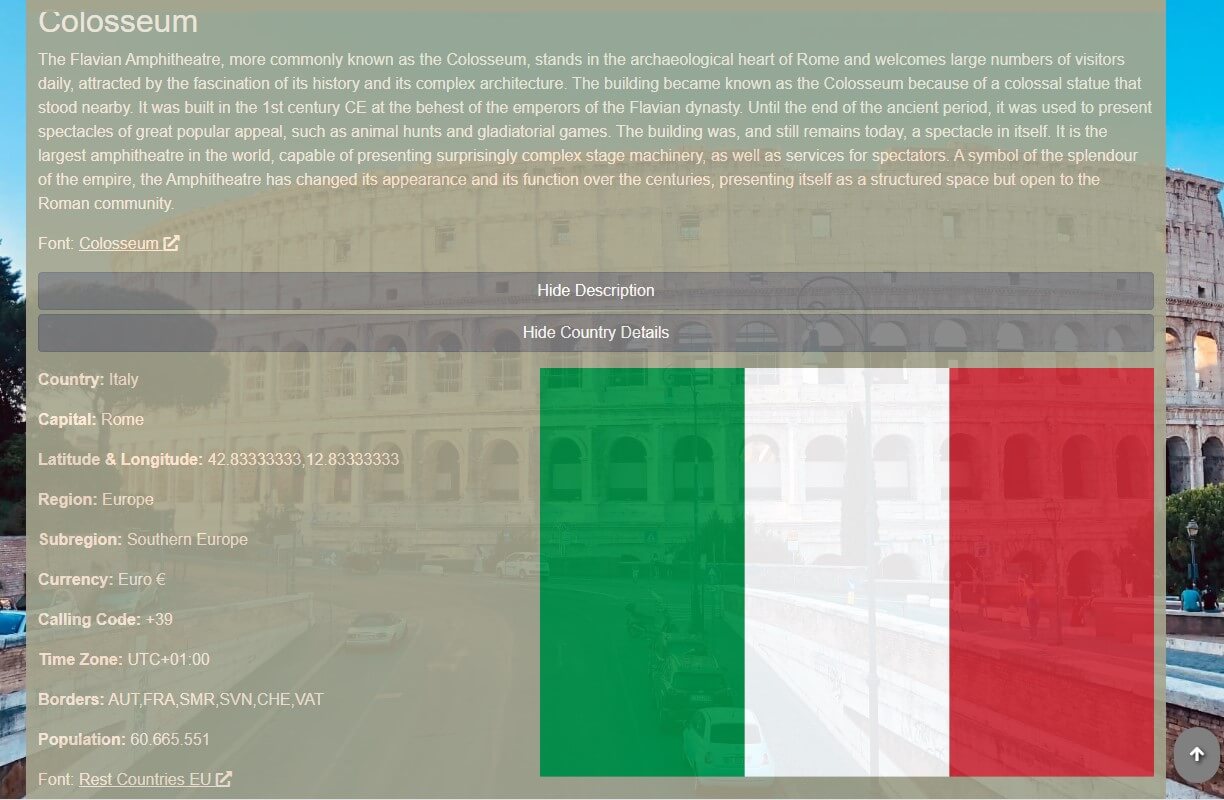 Colosseum
The Flavian Amphitheatre, more commonly known as the Colosseum, stands in the archaeological heart of Rome and welcomes large numbers of visitors
daily, attracted by the fascination of its history and its complex architecture. The building became known as the Colosseum because of a colossal statue that
stood nearby. It was built in the 1st century CE at the behest of the emperors of the Flavian dynasty. Until the end of the ancient period, it was used to present
spectacles of great popular appeal, such as animal hunts and gladiatorial games. The building was, and still remains today, a spectacle in itself. It is the
largest amphitheatre in the world, capable of presenting surprisingly complex stage machinery, as well as services for spectators. A symbol of the splendour
of the empire, the Amphitheatre has changed its appearance and its function over the centuries, presenting itself as a structured space but open to the
Roman community.
Font: Colosseum
Hide Description
Hide Country Details
Country: Italy
Capital: Rome
Latitude & Longitude: 42.83333333,12.83333333
Region: Europe
Subregion: Southern Europe
Currency: Euro €
Calling Code: +39
Time Zone: UTC+01:00
Borders: AUT,FRA,SMR,SVN,CHE,VAT
Population: 60.665.551
Font: Rest Countries EU